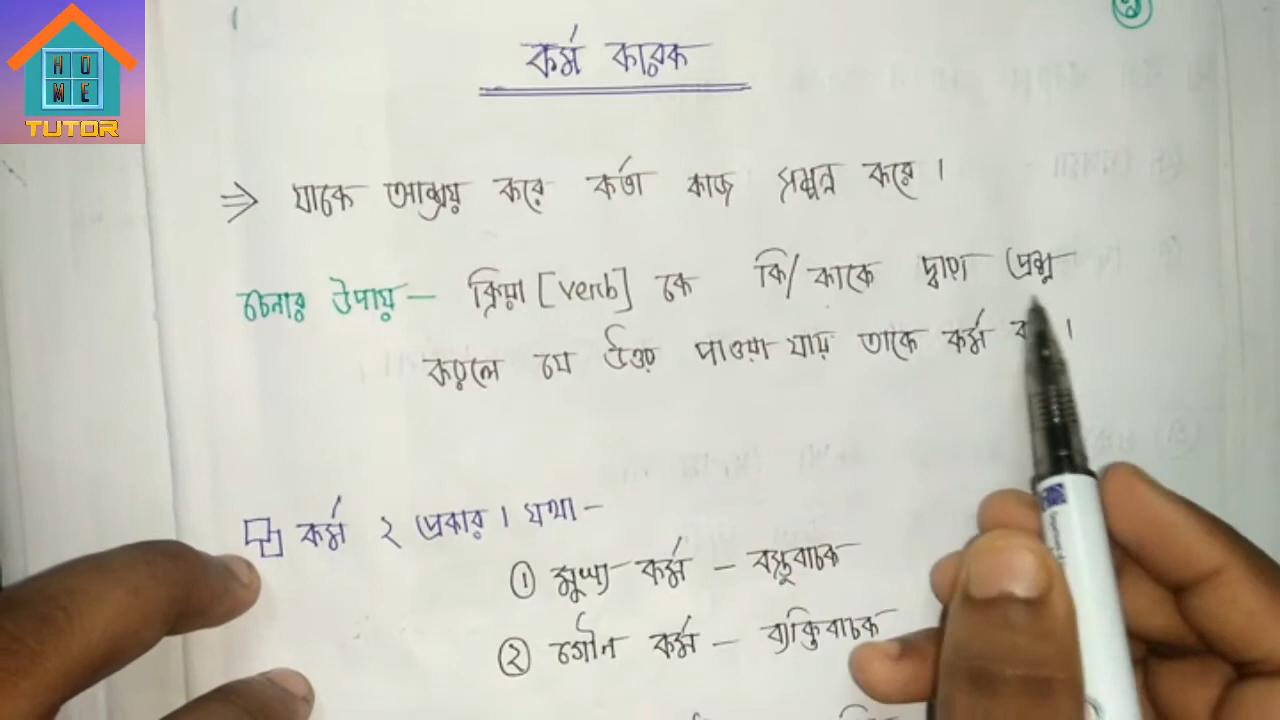 HOME
TUTOR
কর্ম কারক
⇒ যাকে আশ্রয় করে কর্তা কাজ সম্পন্ন করে।
চেনার উপায় — ক্রিয়া [verb] কে কি/কাকে দ্বারা প্রশ্ন
করলে যে উত্তর পাওয়া যায় তাকে কর্ম
কর্ম ২ প্রকার। যথা —
① মুখ্য কর্ম — বস্তুবাচক
② গৌন কর্ম — ব্যক্তিবাচক